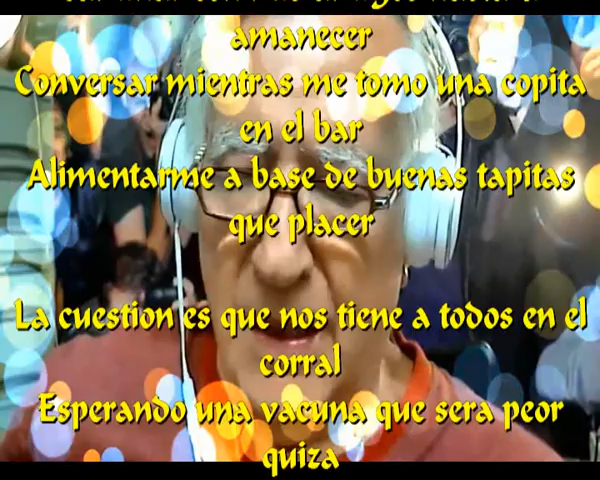 amanecer
Conversar mientras me tomo una copita
en el bar
Alimentarme a base de buenas tapitas
que placer
La cuestion es que nos tiene a todos en el
corral
Esperando una vacuna que sera peor
quiza